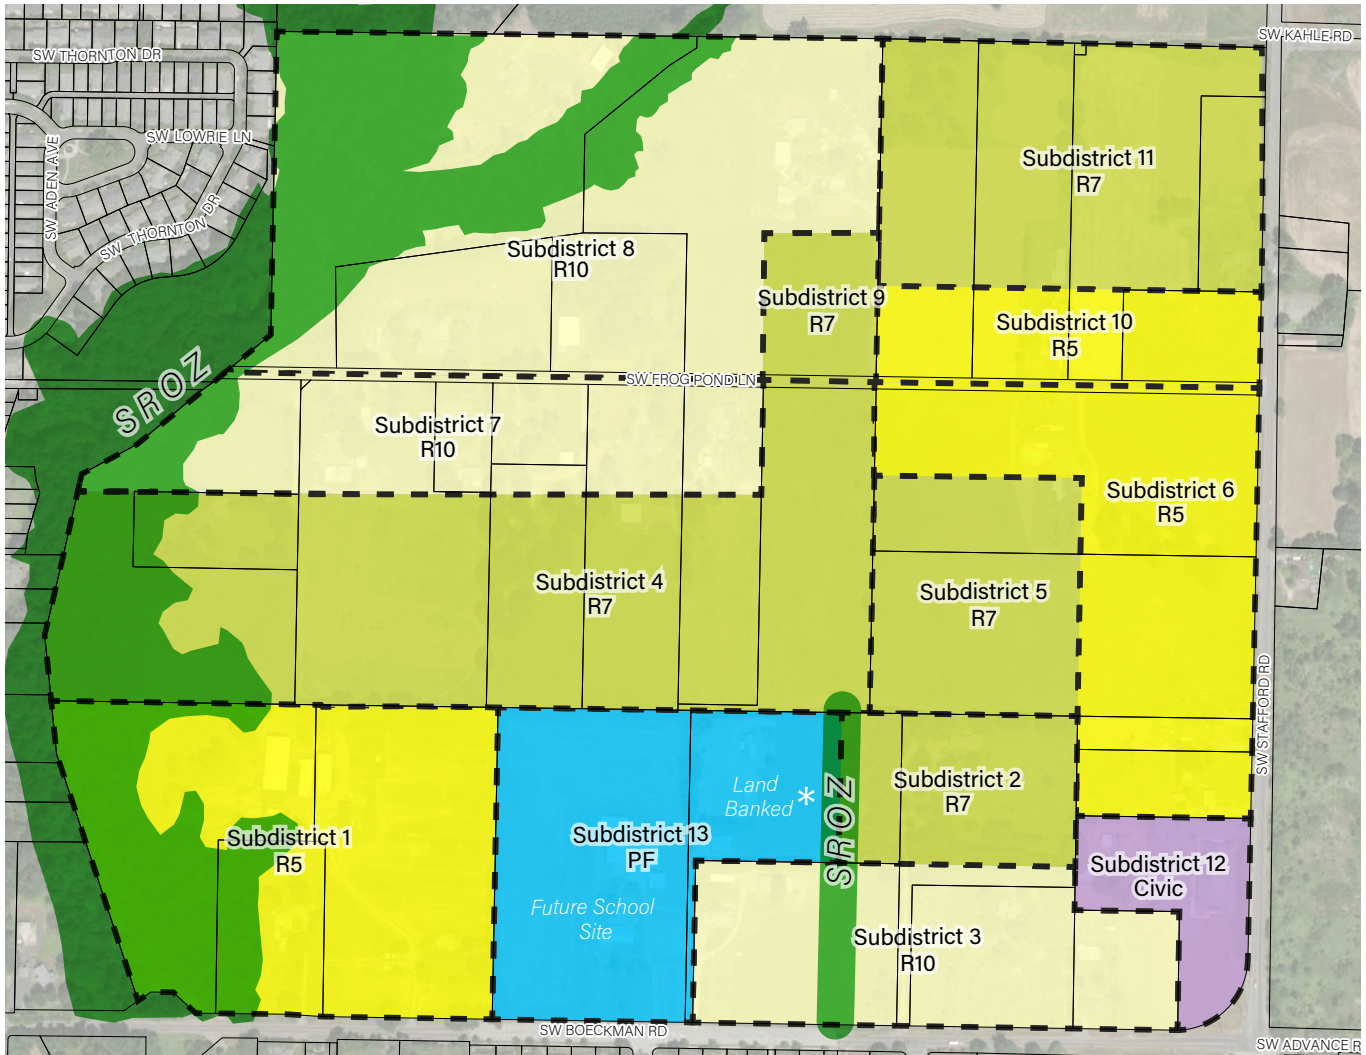 SW KAHLE RD
SW THORNTON DR
SW LOWRIE LN
SW ADEN AVE
SW THORNTON DR
Subdistrict 11
R7
Subdistrict 8
R10
Subdistrict 9
R7
Subdistrict 10
R5
SROZ
SW FROG POND LN
Subdistrict 7
R10
Subdistrict 6
R5
Subdistrict 4
R7
Subdistrict 5
R7
SW STAFFORD RD
Land
Banked *
Subdistrict 2
R7
SROZ
Subdistrict 1
R5
Subdistrict 13
PF
Subdistrict 12
Civic
Future School
Site
Subdistrict 3
R10
SW BOECKMAN RD
SW ADVANCE R